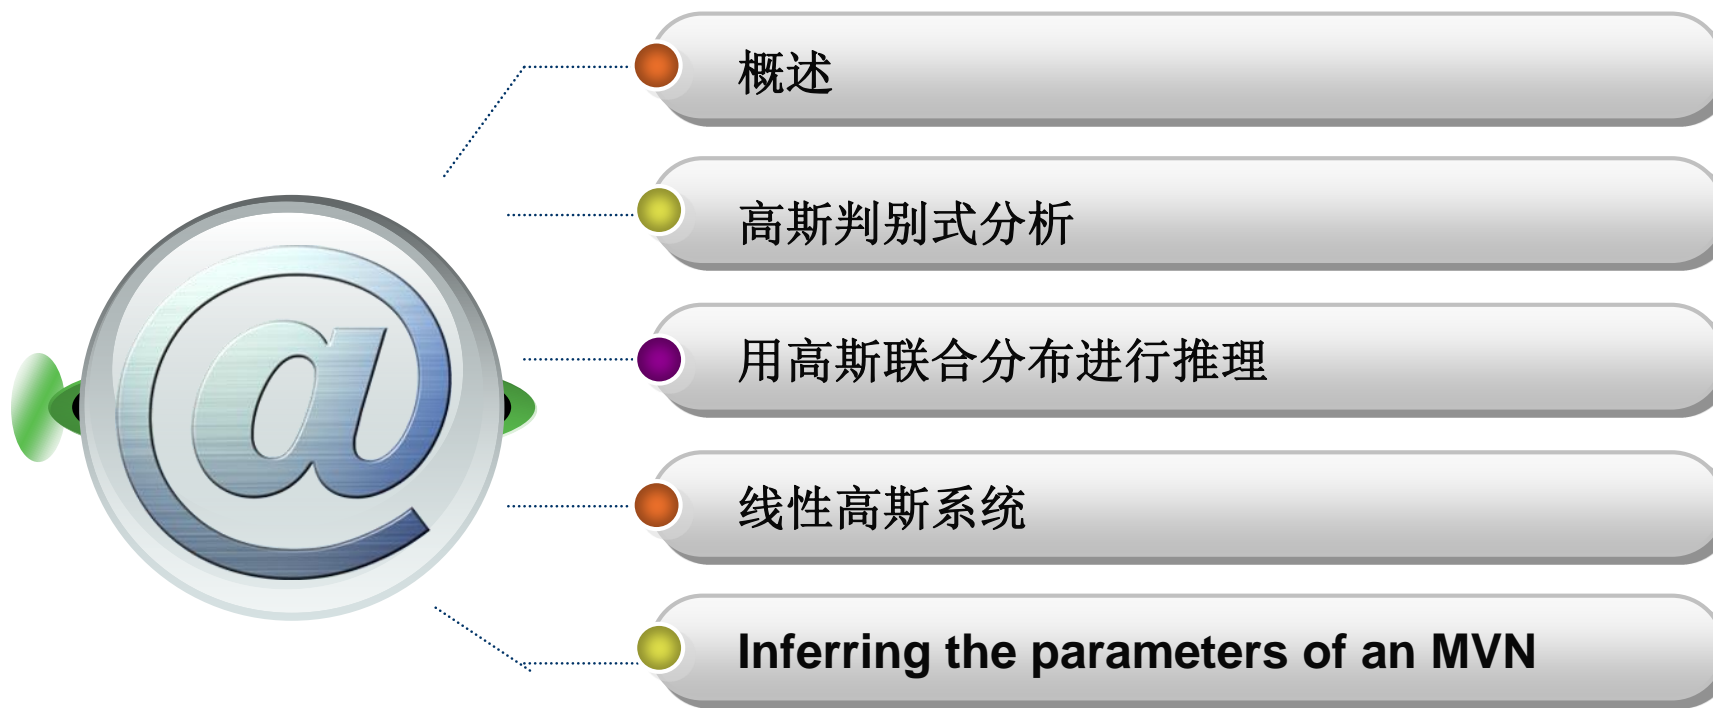 概述
高斯判别式分析
用高斯联合分布进行推理
线性高斯系统
Inferring the parameters of an MVN
@